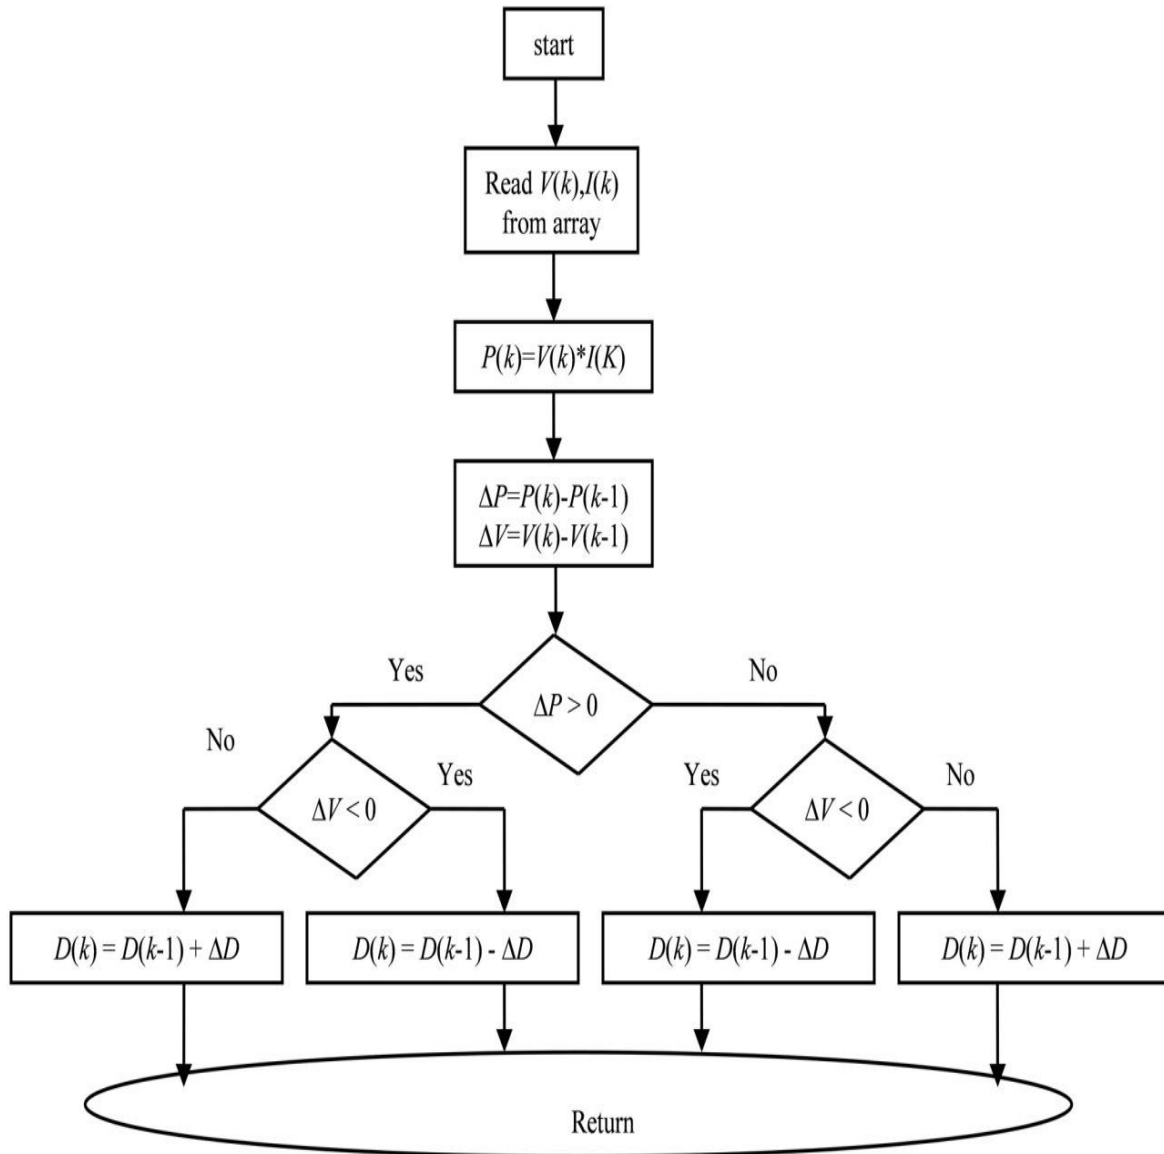 start
Read V(k),I(k)
from array
P(k)=V(k)*I(K)
ΔP=P(k)-P(k-1)
ΔV=V(k)-V(k-1)
Yes
No
ΔP > 0
No
Yes
Yes
No
ΔV < 0
ΔV < 0
D(k) = D(k-1) + ΔD
D(k) = D(k-1) - ΔD
D(k) = D(k-1) - ΔD
D(k) = D(k-1) + ΔD
Return